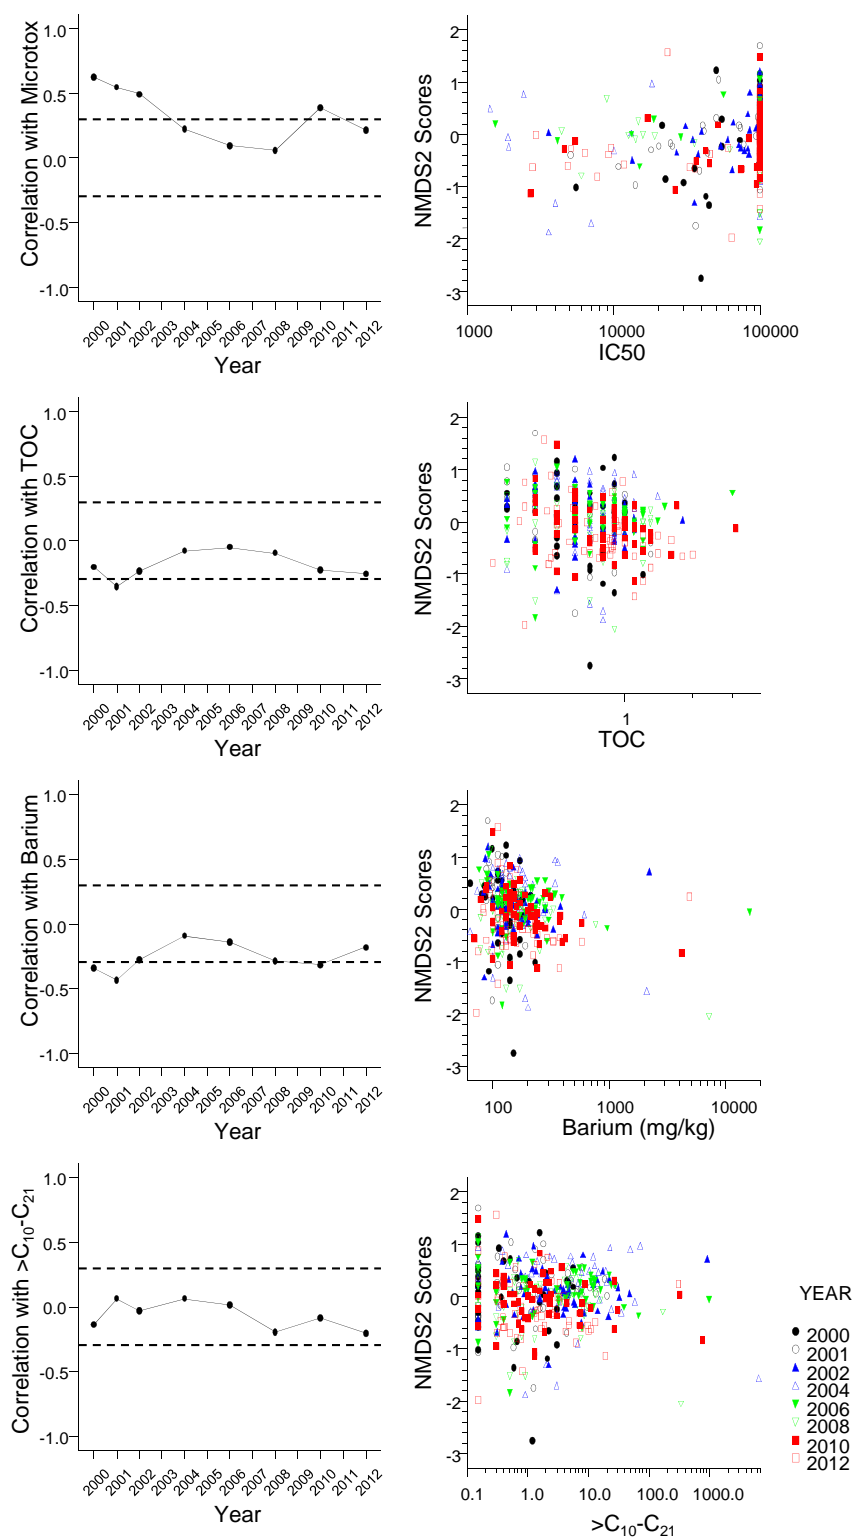 Correlation with Microtox
1.0
0.5
0.0
-0.5
-1.0
2000 2001 2002 2003 2004 2005 2006 2007 2008 2009 2010 2011 2012
Year
NMDS2 Scores
2
1
0
-1
-2
-3
1000 10000 100000
IC50
Correlation with TOC
1.0
0.5
0.0
-0.5
-1.0
2000 2001 2002 2003 2004 2005 2006 2007 2008 2009 2010 2011 2012
Year
NMDS2 Scores
2
1
0
-1
-2
-3
1
TOC
Correlation with Barium
1.0
0.5
0.0
-0.5
-1.0
2000 2001 2002 2003 2004 2005 2006 2007 2008 2009 2010 2011 2012
Year
NMDS2 Scores
2
1
0
-1
-2
-3
100 1000 10000
Barium (mg/kg)
Correlation with >C10-C21
1.0
0.5
0.0
-0.5
-1.0
2000 2001 2002 2003 2004 2005 2006 2007 2008 2009 2010 2011 2012
Year
NMDS2 Scores
2
1
0
-1
-2
-3
0.1 1.0 10.0 100.0 1000.0
>C10-C21
YEAR
2000
2001
2002
2004
2006
2008
2010
2012